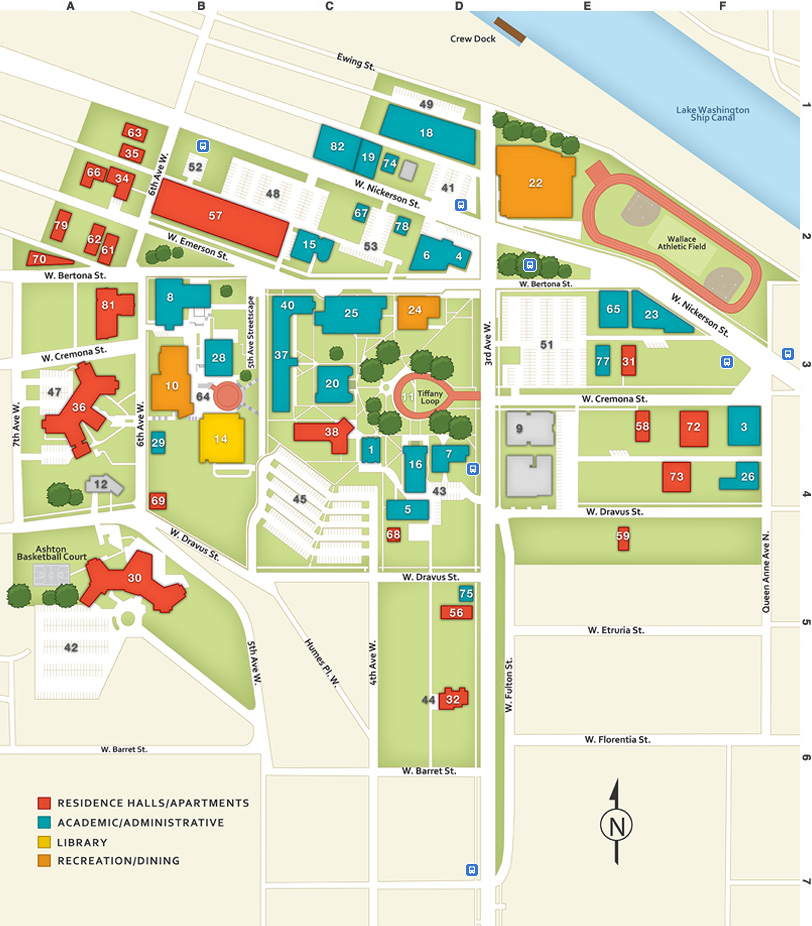 A B C D E F
Crew Dock
Ewing St.
1
49
18
Lake Washington
Ship Canal
63
35
82
19
74
66
34
6th Ave W.
52
48
W. Nickerson St.
41
22
57
67
79
62
61
70
W. Emerson St.
15
53
78
6
4
2
Wallace
Athletic Field
W. Bertona St.
W. Bertona St.
81
8
5th Ave Streetscape
40
25
24
65
23
W. Nickerson St.
3rd Ave W.
51
W. Cremona St.
28
37
77
31
3
47
10
20
64
11
Tiffany
Loop
W. Cremona St.
36
7th Ave W.
6th Ave W.
14
29
38
1
16
7
9
58
72
3
73
26
12
69
45
43
5
68
4
W. Dravus St.
W. Dravus St.
59
Ashton
Basketball Court
30
W. Dravus St.
75
56
Queen Anne Ave N.
5
W. Etruria St.
42
5th Ave W.
Humes Pl. W.
4th Ave W.
44
32
W. Fulton St.
W. Barret St.
W. Florentia St.
6
W. Barret St.
RESIDENCE HALLS/APARTMENTS
ACADEMIC/ADMINISTRATIVE
LIBRARY
RECREATION/DINING
N
7